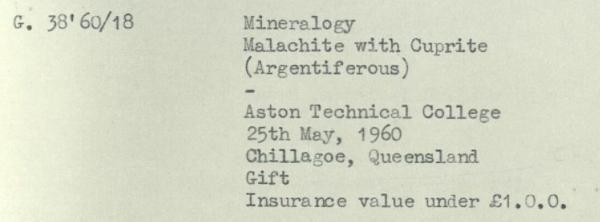 G. 38'60/18 Mineralogy
Malachite with Cuprite
(Argentiferous)
-
Aston Technical College
25th May, 1960
Chillagoe, Queensland
Gift
Insurance value under £1.0.0.